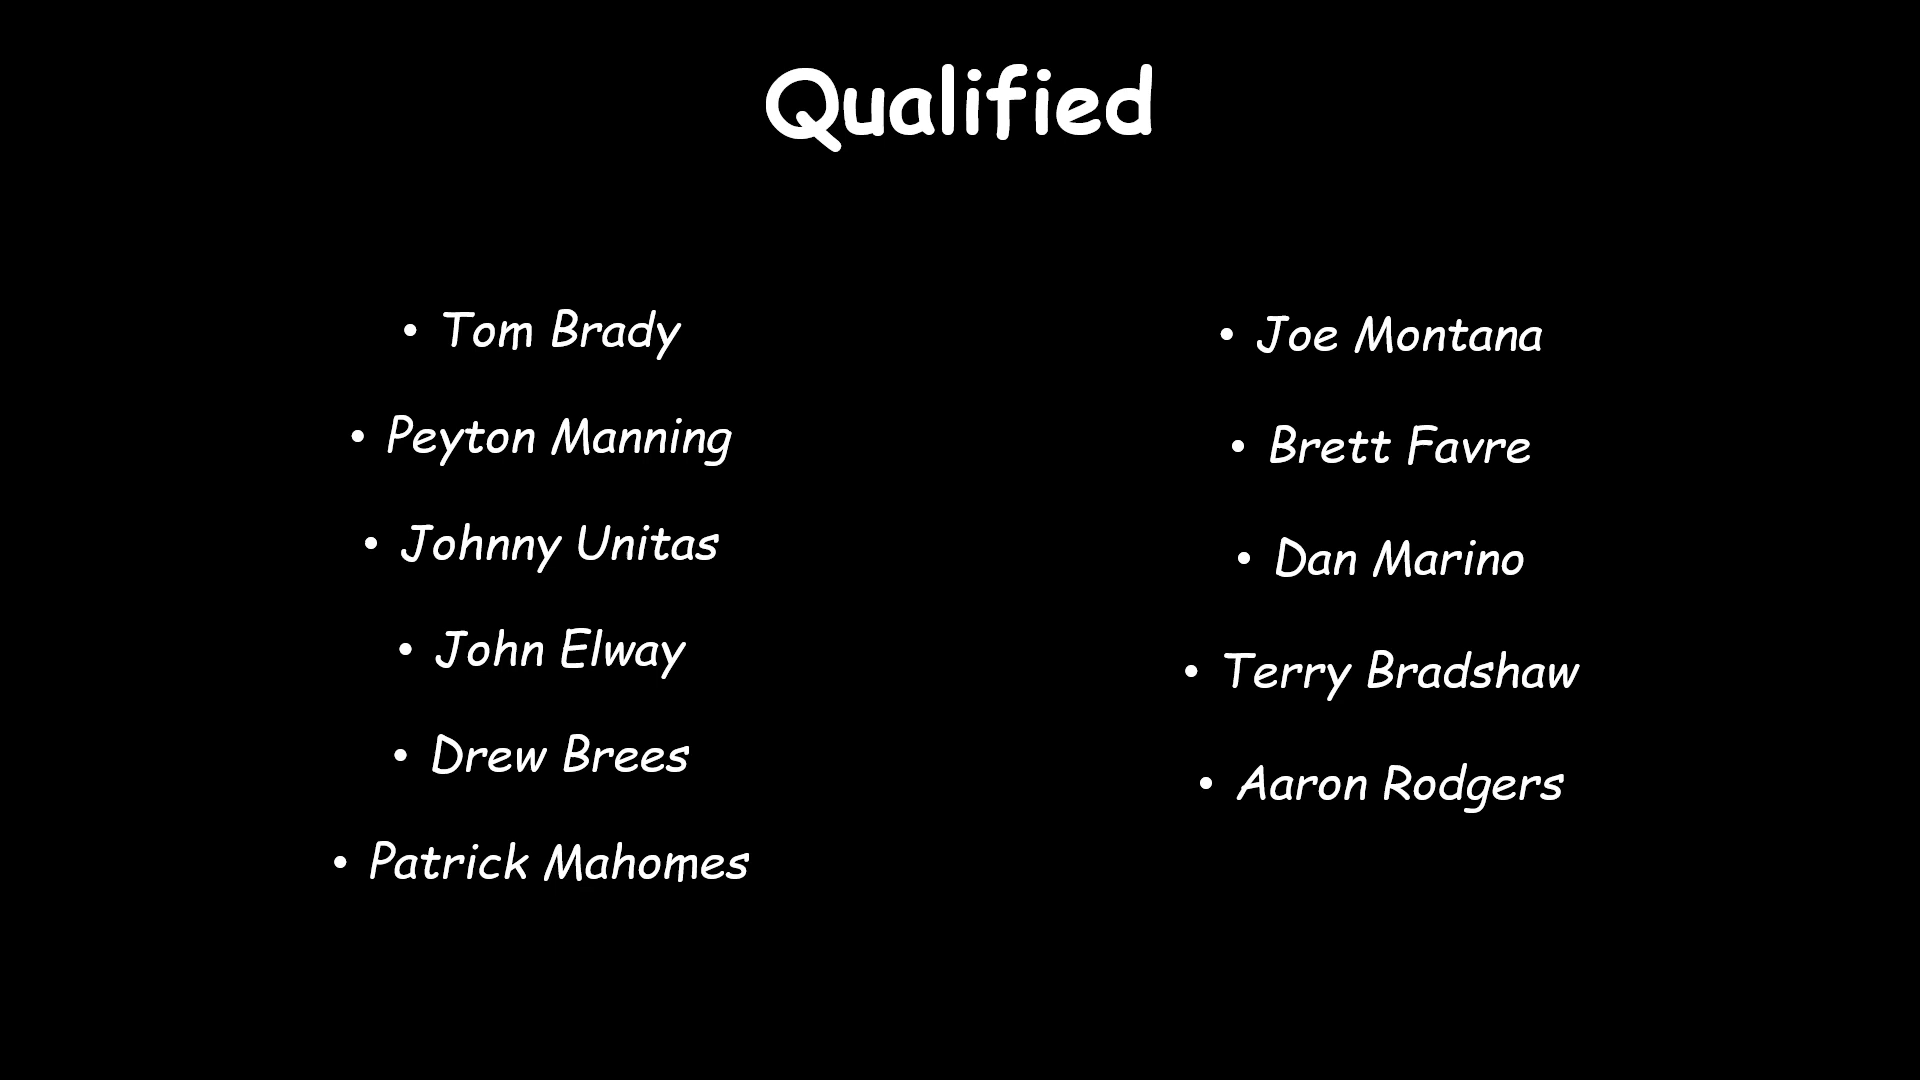 Qualified
• Tom Brady
• Peyton Manning
• Johnny Unitas
• John Elway
• Drew Brees
• Patrick Mahomes
• Joe Montana
• Brett Favre
• Dan Marino
• Terry Bradshaw
• Aaron Rodgers